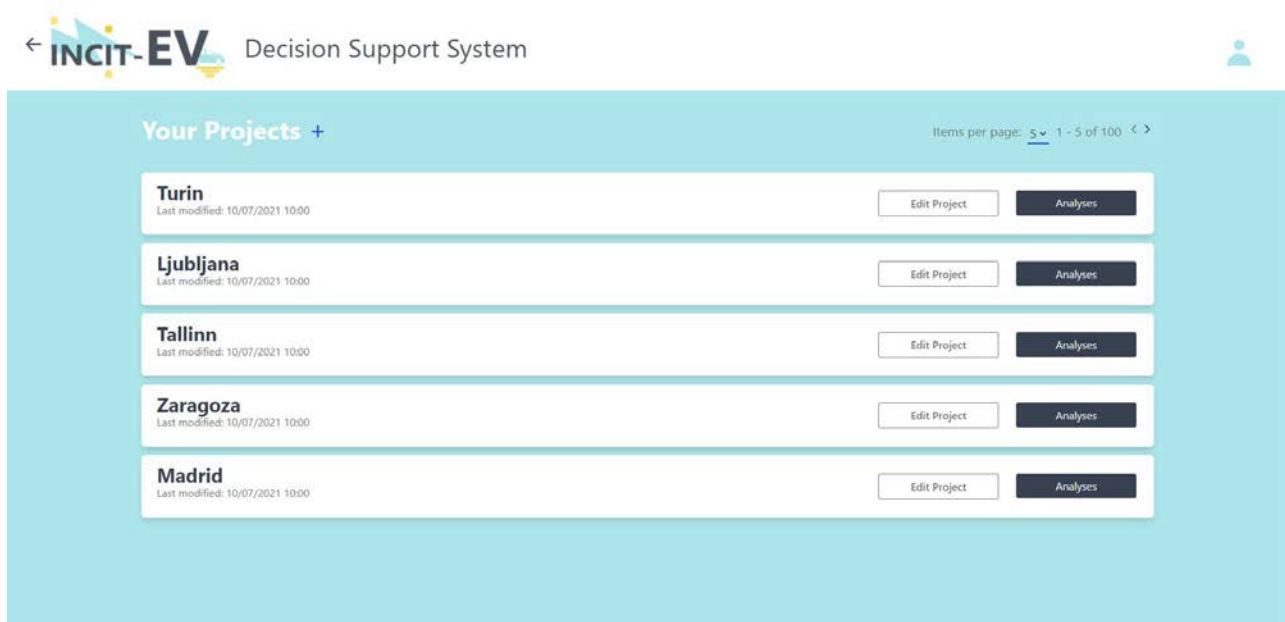 ← INCIT-EV Decision Support System
Your Projects +
Items per page: 5 1 - 5 of 100 < >
Turin
Last modified: 10/07/2021 10:00
Edit Project
Analyses
Ljubljana
Last modified: 10/07/2021 10:00
Edit Project
Analyses
Tallinn
Last modified: 10/07/2021 10:00
Edit Project
Analyses
Zaragoza
Last modified: 10/07/2021 10:00
Edit Project
Analyses
Madrid
Last modified: 10/07/2021 10:00
Edit Project
Analyses